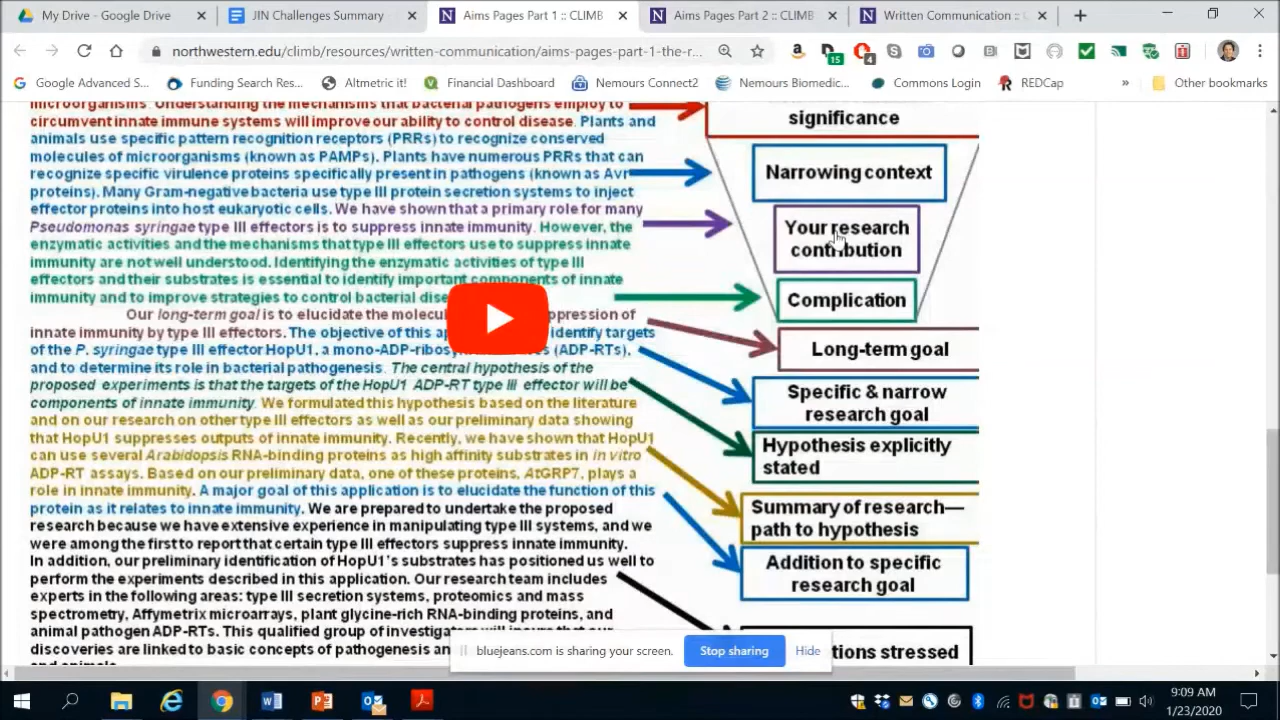 My Drive - Google Drive
JIN Challenges Summary
Aims Pages Part 1 :: CLIMB
Aims Pages Part 2 :: CLIMB
Written Communication ::
northwestern.edu/climb/resources/written-communication/aims-pages-part-1-the-r...
15
4
Google Advanced S...
Funding Search Res...
Altmetric it!
Financial Dashboard
Nemours Connect2
Nemours Biomedic...
Commons Login
REDCap
»
Other bookmarks
microorganisms. Understanding the mechanisms that bacterial pathogens employ to
circumvent innate immune systems will improve our ability to control disease. Plants and
animals use specific pattern recognition receptors (PRRs) to recognize conserved
molecules of microorganisms (known as PAMPs). Plants have numerous PRRs that can
recognize specific virulence proteins specifically present in pathogens (known as Avr
proteins). Many Gram-negative bacteria use type III protein secretion systems to inject
effector proteins into host eukaryotic cells. We have shown that a primary role for many
Pseudomonas syringae type III effectors is to suppress innate immunity. However, the
enzymatic activities and the mechanisms that type III effectors use to suppress innate
immunity are not well understood. Identifying the enzymatic activities of type III
effectors and their substrates is essential to identify important components of innate
immunity and to improve strategies to control bacterial
Our long-term goal is to elucidate the ppression of
innate immunity by type III effectors. The objective of this identify targets
of the P. syringae type III effector HopU1, a (ADP-RTs),
and to determine its role in bacterial pathogenesis. The central hypothesis of the
proposed experiments is that the targets of the HopU1 ADP-RT type III effector will be
components of innate immunity. We formulated this hypothesis based on the literature
and on our research on other type III effectors as well as our preliminary data showing
that HopU1 suppresses outputs of innate immunity. Recently, we have shown that HopU1
can use several Arabidopsis RNA-binding proteins as high affinity substrates in in vitro
ADP-RT assays. Based on our preliminary data, one of these proteins, AtGRP7, plays a
role in innate immunity. A major goal of this application is to elucidate the function of this
protein as it relates to innate immunity. We are prepared to undertake the proposed
research because we have extensive experience in manipulating type III systems, and we
were among the first to report that certain type III effectors suppress innate immunity.
In addition, our preliminary identification of HopU1's substrates has positioned us well to
perform the experiments described in this application. Our research team includes
experts in the following areas: type III secretion systems, proteomics and mass
spectrometry, Affymetrix microarrays, plant glycine-rich RNA-binding proteins, and
animal pathogen ADP-RTs. This qualified group of
discoveries are linked to basic concepts of pathogenesis
significance
Narrowing context
Your research
contribution
Complication
Long-term goal
Specific & narrow
research goal
Hypothesis explicitly
stated
Summary of research—
path to hypothesis
Addition to specific
research goal
tions stressed
bluejeans.com is sharing your screen.
Stop sharing
Hide
9:09 AM
1/23/2020